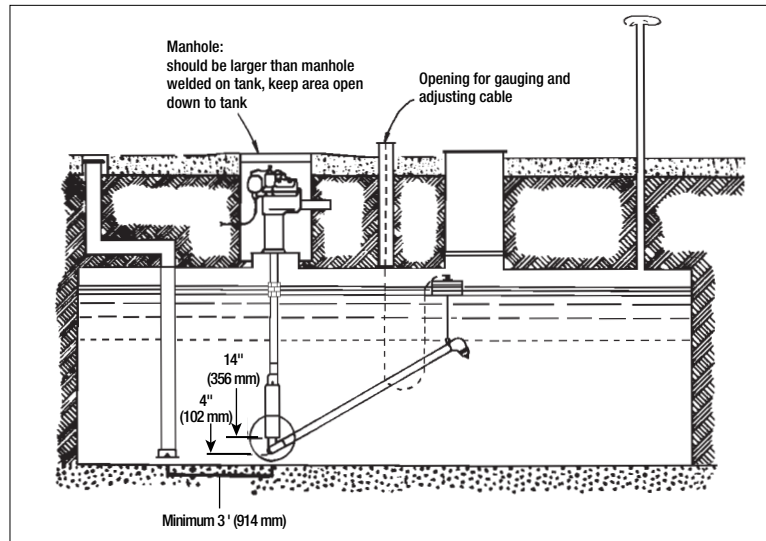 Manhole:
should be larger than manhole
welded on tank, keep area open
down to tank
Opening for gauging and
adjusting cable
14"
(356 mm)
4"
(102 mm)
Minimum 3 ' (914 mm)